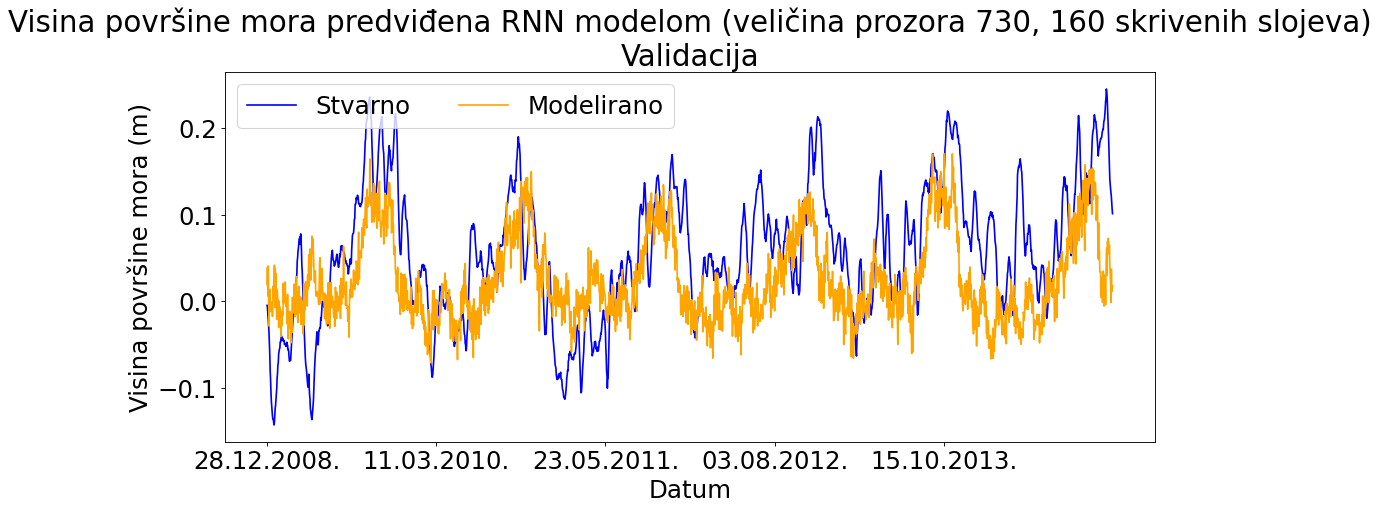 Visina površine mora predviđena RNN modelom (veličina prozora 730, 160 skrivenih slojeva)
Validacija
Stvarno Modelirano
Visina površine mora (m)
0.2
0.1
0.0
−0.1
28.12.2008. 11.03.2010. 23.05.2011. 03.08.2012. 15.10.2013.
Datum